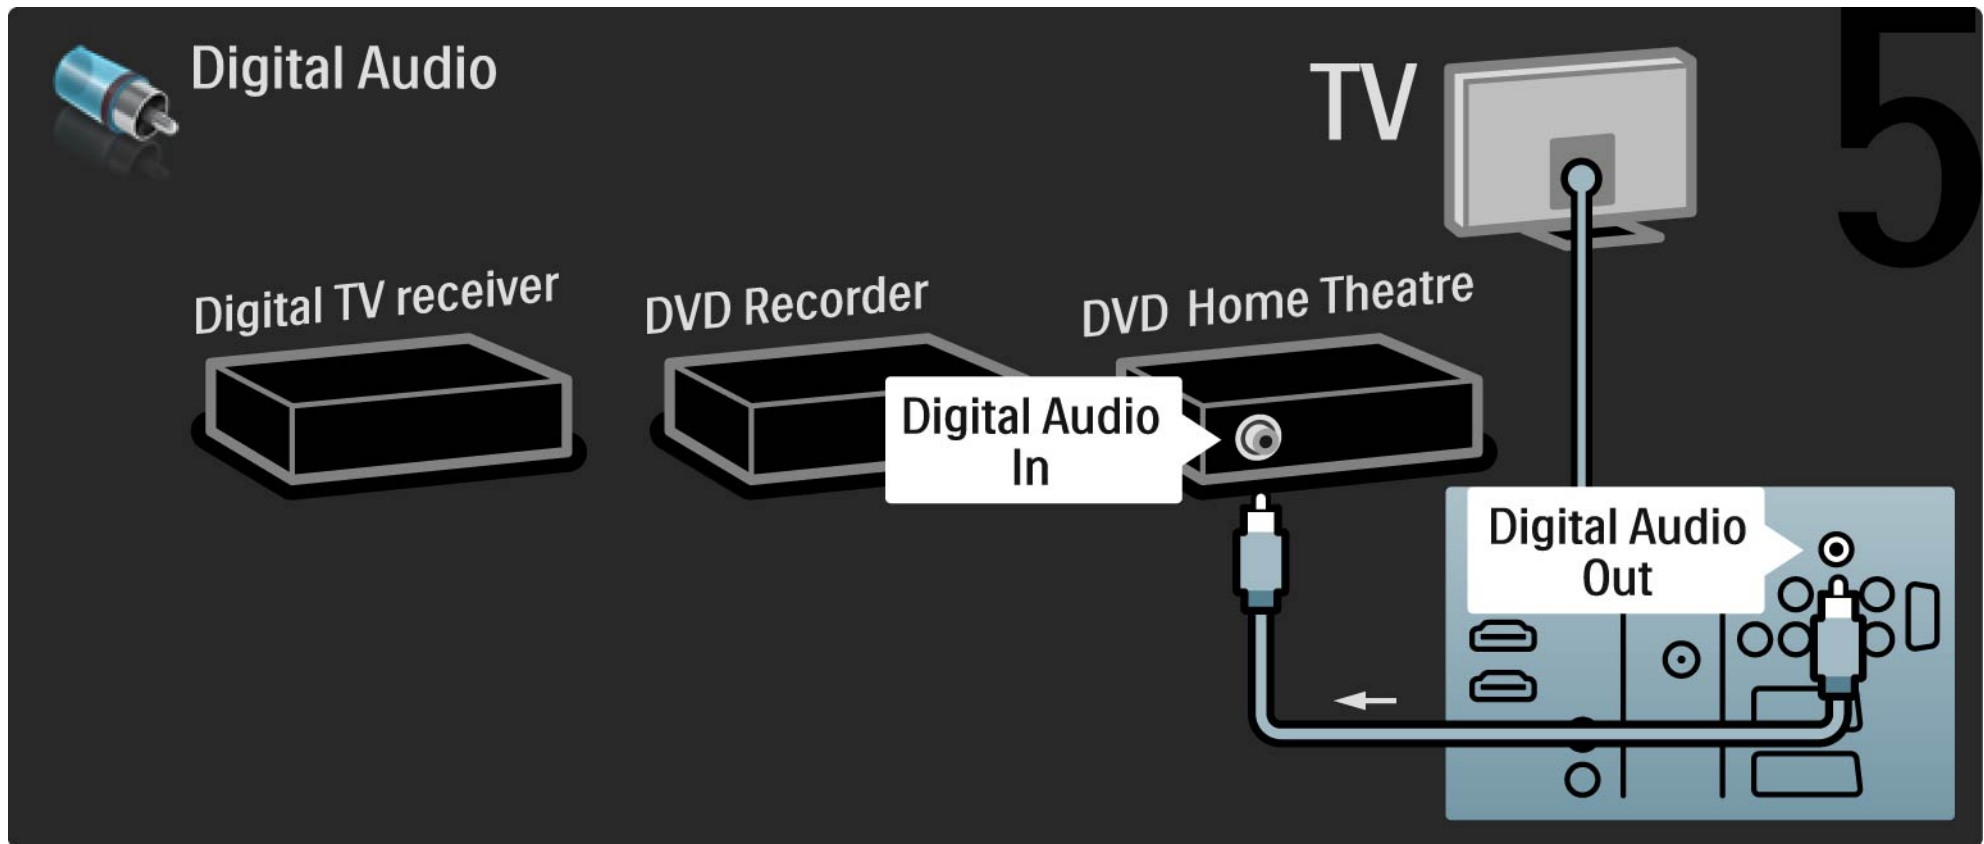 Digital Audio
TV
5
Digital TV receiver
DVD Recorder
DVD Home Theatre
Digital Audio
In
Digital Audio
Out